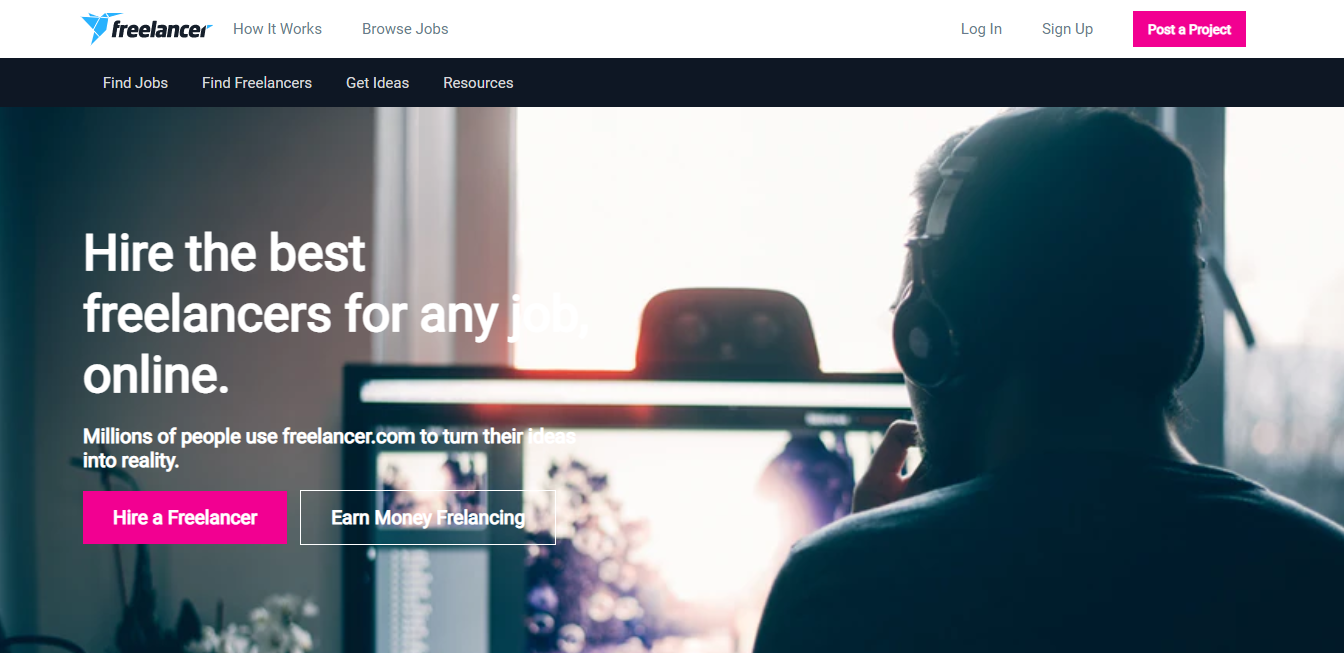 freelancer How It Works Browse Jobs Log In Sign Up Post a Project
Find Jobs Find Freelancers Get Ideas Resources
Hire the best
freelancers for any job,
online.
Millions of people use freelancer.com to turn their ideas
into reality.
Hire a Freelancer Earn Money Frelancing